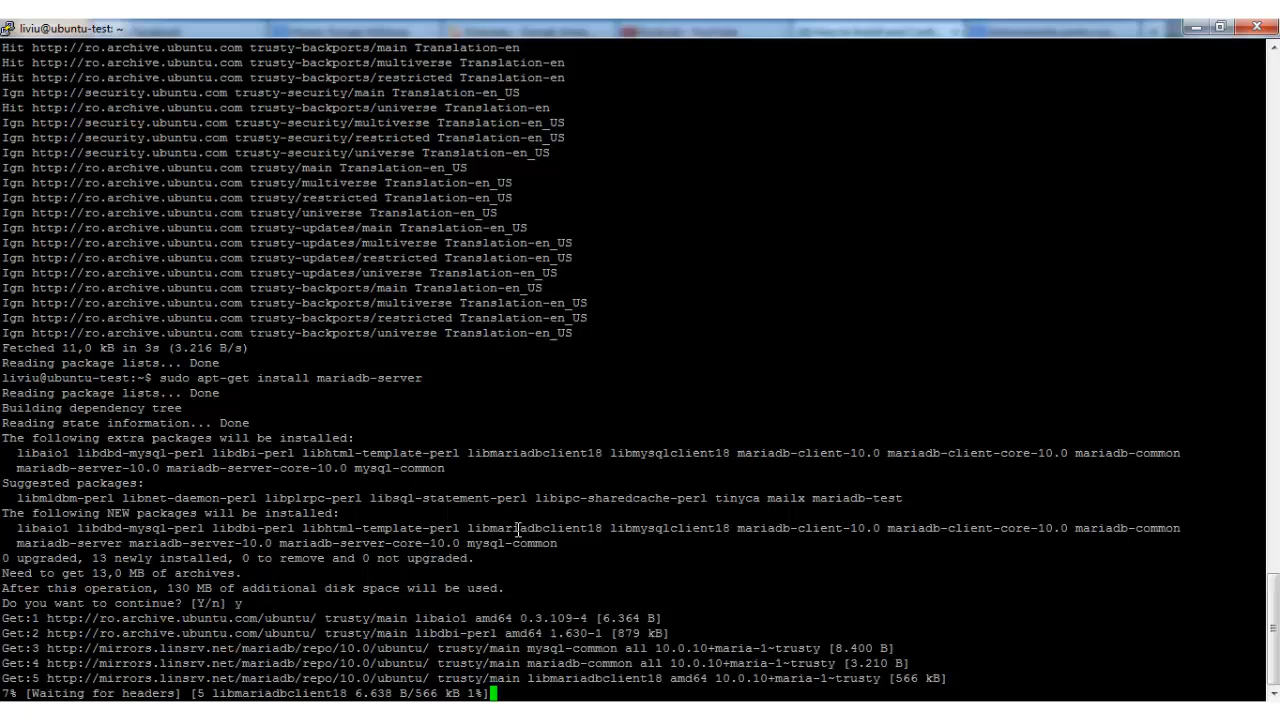 liviu@ubuntu-test: ~
Hit http://ro.archive.ubuntu.com trusty-backports/main Translation-en
Hit http://ro.archive.ubuntu.com trusty-backports/multiverse Translation-en
Hit http://ro.archive.ubuntu.com trusty-backports/restricted Translation-en
Ign http://security.ubuntu.com trusty-security/main Translation-en_US
Hit http://ro.archive.ubuntu.com trusty-backports/universe Translation-en
Ign http://security.ubuntu.com trusty-security/multiverse Translation-en_US
Ign http://security.ubuntu.com trusty-security/restricted Translation-en_US
Ign http://security.ubuntu.com trusty-security/universe Translation-en_US
Ign http://ro.archive.ubuntu.com trusty/main Translation-en_US
Ign http://ro.archive.ubuntu.com trusty/multiverse Translation-en_US
Ign http://ro.archive.ubuntu.com trusty/restricted Translation-en_US
Ign http://ro.archive.ubuntu.com trusty/universe Translation-en_US
Ign http://ro.archive.ubuntu.com trusty-updates/main Translation-en_US
Ign http://ro.archive.ubuntu.com trusty-updates/multiverse Translation-en_US
Ign http://ro.archive.ubuntu.com trusty-updates/restricted Translation-en_US
Ign http://ro.archive.ubuntu.com trusty-updates/universe Translation-en_US
Ign http://ro.archive.ubuntu.com trusty-backports/main Translation-en_US
Ign http://ro.archive.ubuntu.com trusty-backports/multiverse Translation-en_US
Ign http://ro.archive.ubuntu.com trusty-backports/restricted Translation-en_US
Ign http://ro.archive.ubuntu.com trusty-backports/universe Translation-en_US
Fetched 11,0 kB in 3s (3.216 B/s)
Reading package lists... Done
liviu@ubuntu-test:~$ sudo apt-get install mariadb-server
Reading package lists... Done
Building dependency tree
Reading state information... Done
The following extra packages will be installed:
libaio1 libdbd-mysql-perl libdbi-perl libhtml-template-perl libmariadbclient18 libmysqlclient18 mariadb-client-10.0 mariadb-client-core-10.0 mariadb-common
mariadb-server-10.0 mariadb-server-core-10.0 mysql-common
Suggested packages:
libmldbm-perl libnet-daemon-perl libplrpc-perl libsql-statement-perl libipc-sharedcache-perl tinyca mailx mariadb-test
The following NEW packages will be installed:
libaio1 libdbd-mysql-perl libdbi-perl libhtml-template-perl libmariadbclient18 libmysqlclient18 mariadb-client-10.0 mariadb-client-core-10.0 mariadb-common
mariadb-server mariadb-server-10.0 mariadb-server-core-10.0 mysql-common
0 upgraded, 13 newly installed, 0 to remove and 0 not upgraded.
Need to get 13,0 MB of archives.
After this operation, 130 MB of additional disk space will be used.
Do you want to continue? [Y/n] y
Get:1 http://ro.archive.ubuntu.com/ubuntu/ trusty/main libaio1 amd64 0.3.109-4 [6.364 B]
Get:2 http://ro.archive.ubuntu.com/ubuntu/ trusty/main libdbi-perl amd64 1.630-1 [879 kB]
Get:3 http://mirrors.linsrv.net/mariadb/repo/10.0/ubuntu/ trusty/main mysql-common all 10.0.10+maria-1~trusty [8.400 B]
Get:4 http://mirrors.linsrv.net/mariadb/repo/10.0/ubuntu/ trusty/main mariadb-common all 10.0.10+maria-1~trusty [3.210 B]
Get:5 http://mirrors.linsrv.net/mariadb/repo/10.0/ubuntu/ trusty/main libmariadbclient18 amd64 10.0.10+maria-1~trusty [566 kB]
7% [Waiting for headers] [5 libmariadbclient18 6.638 B/566 kB 1%]